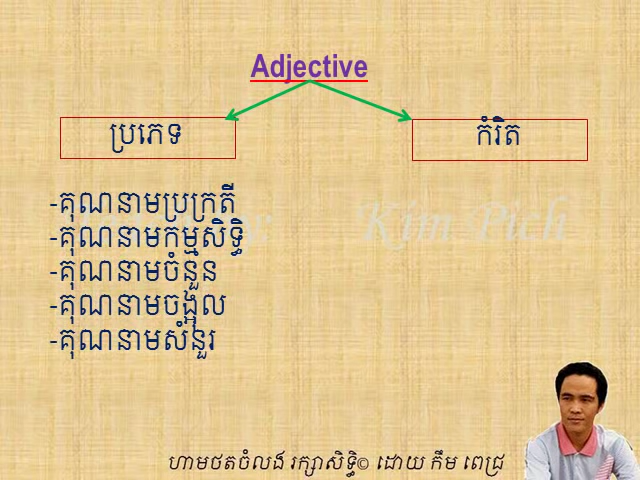 Adjective
ប្រភេទ
កំរិត
-គុណនាមប្រក្រតី
-គុណនាមកម្មសិទ្ធិ
-គុណនាមចំនួន
-គុណនាមចង្អុល
-គុណនាមសំនួរ
Kim Pich
ហាមថតចំលង រក្សាសិទ្ធិ© ដោយ កឹម ពេជ្រ